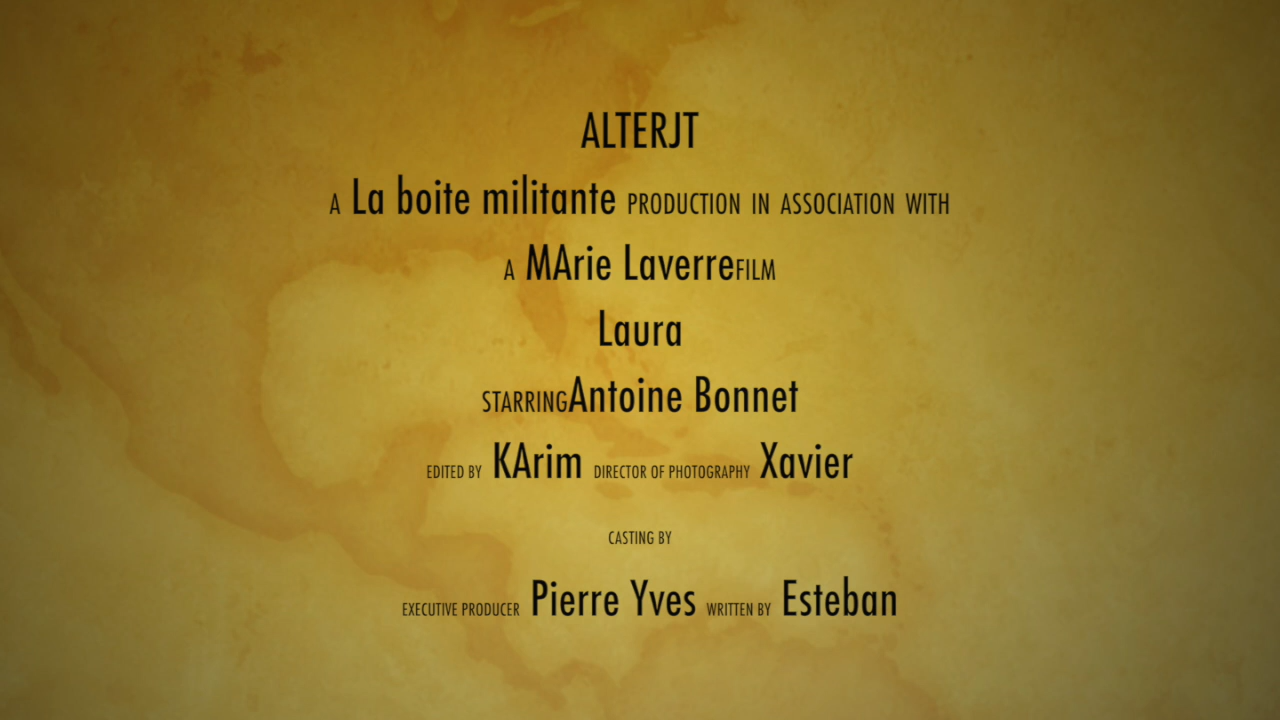 ALTERJT
A La boite militante PRODUCTION IN ASSOCIATION WITH
A MArie LaverreFILM
Laura
STARRINGAntoine Bonnet
EDITED BY KArim DIRECTOR OF PHOTOGRAPHY Xavier
CASTING BY
EXECUTIVE PRODUCER Pierre Yves WRITTEN BY Esteban